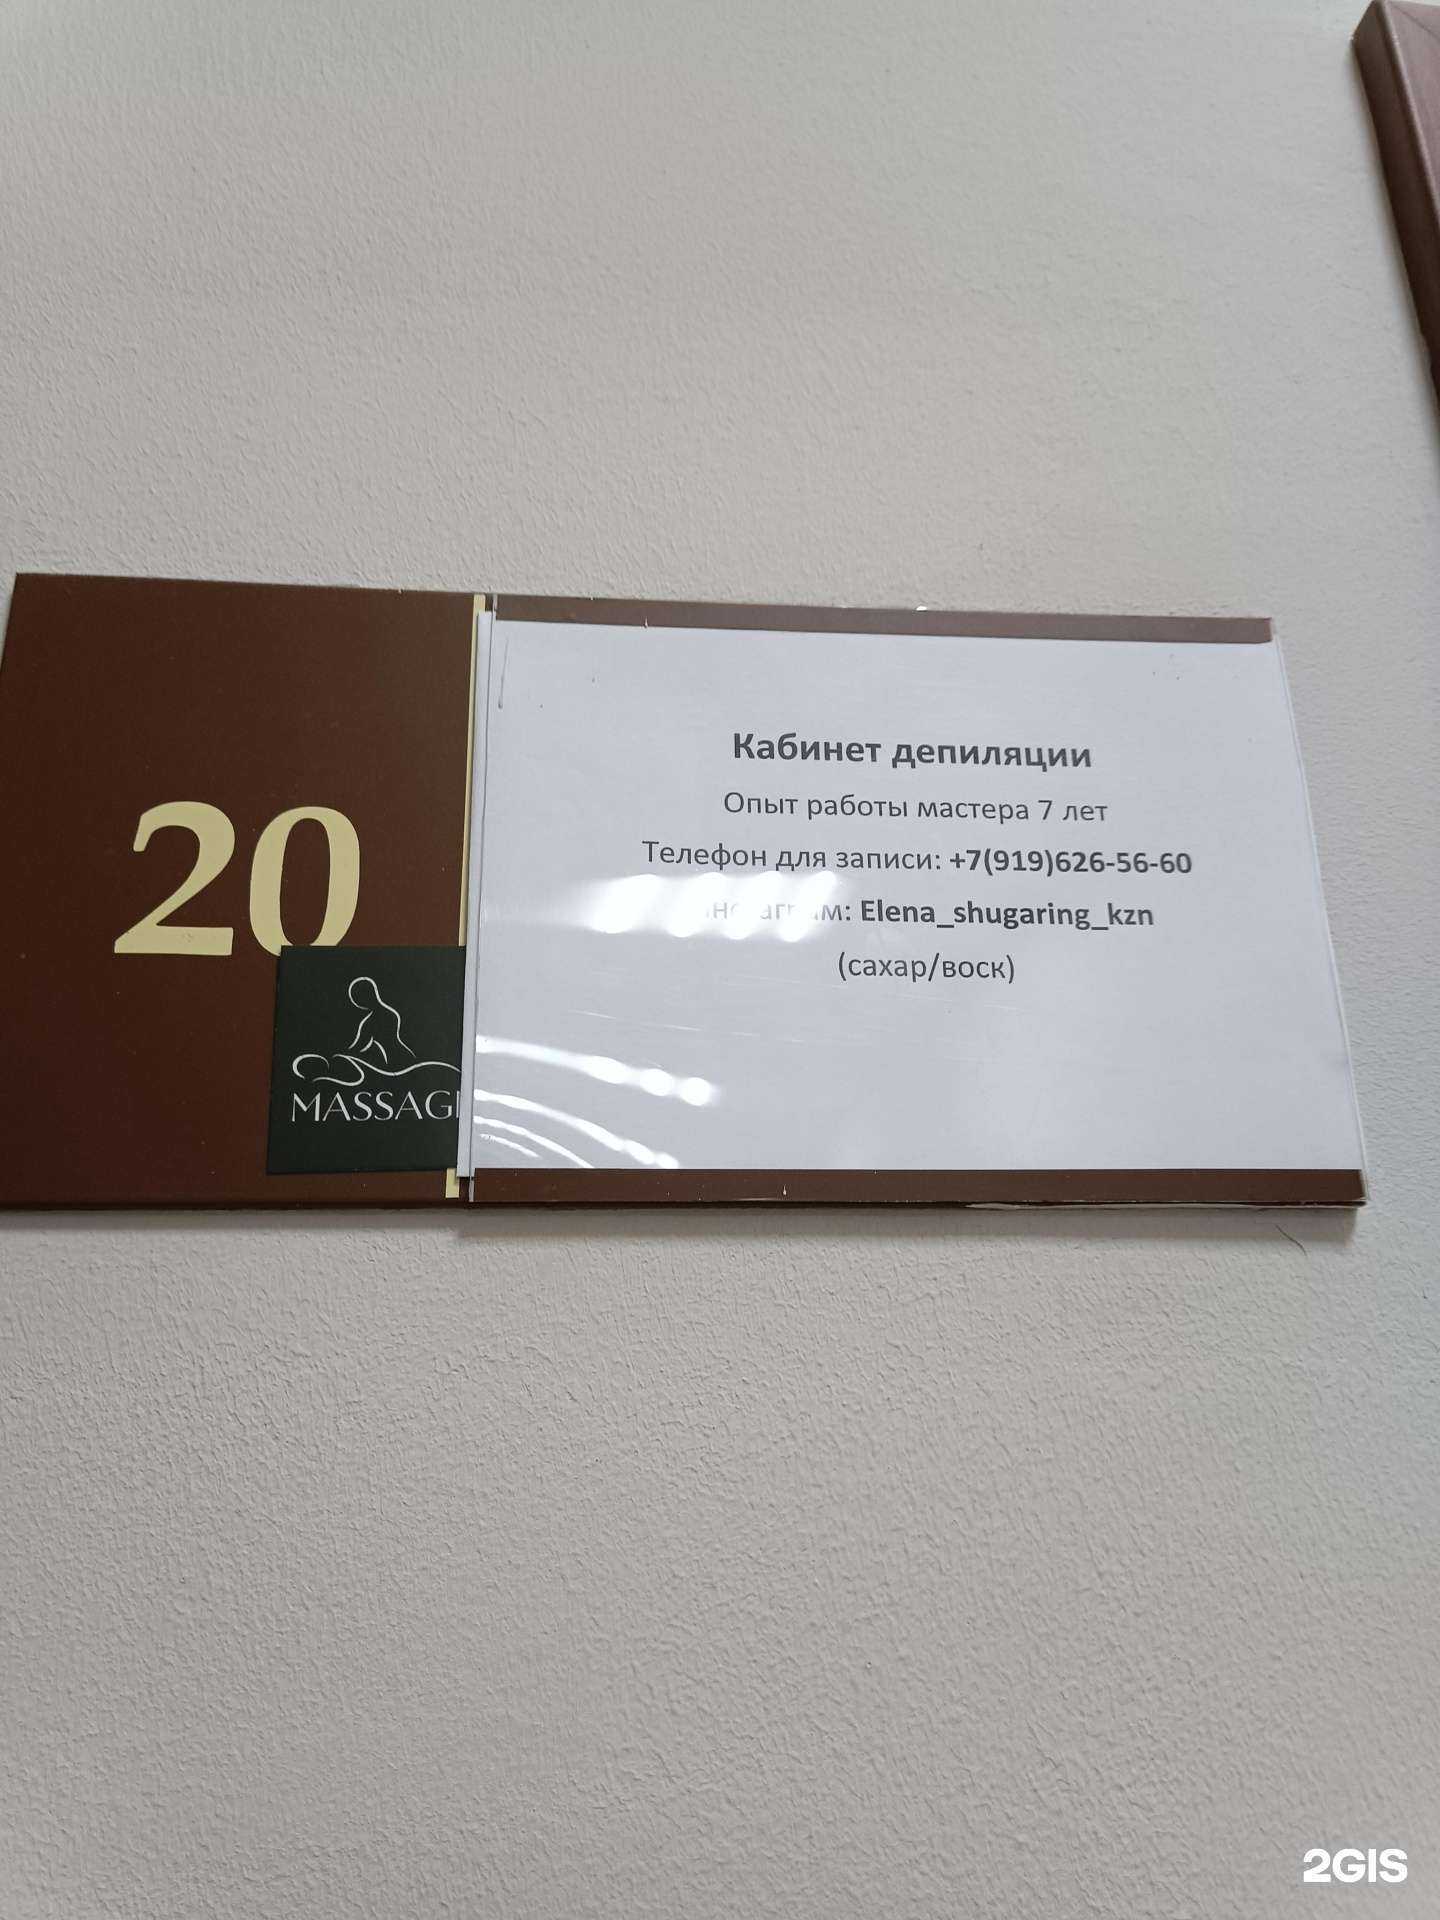 20
MASSAG
Кабинет депиляции
Опыт работы мастера 7 лет
Телефон для записи: +7(919)626-56-60
Elena_shugaring_kzn
(сахар/воск)
2GIS